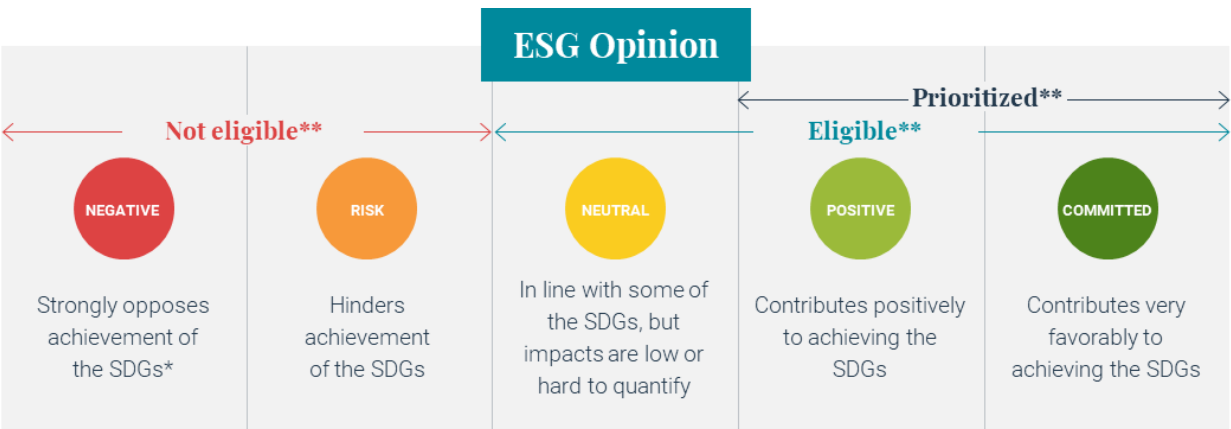 ESG Opinion
Prioritized**
Not eligible**
Eligible**
NEGATIVE
RISK
NEUTRAL
POSITIVE
COMMITTED
Strongly opposes
achievement of
the SDGs*
Hinders
achievement
of the SDGs
In line with some of
the SDGs, but
impacts are low or
hard to quantify
Contributes positively
to achieving the
SDGs
Contributes very
favorably to
achieving the SDGs